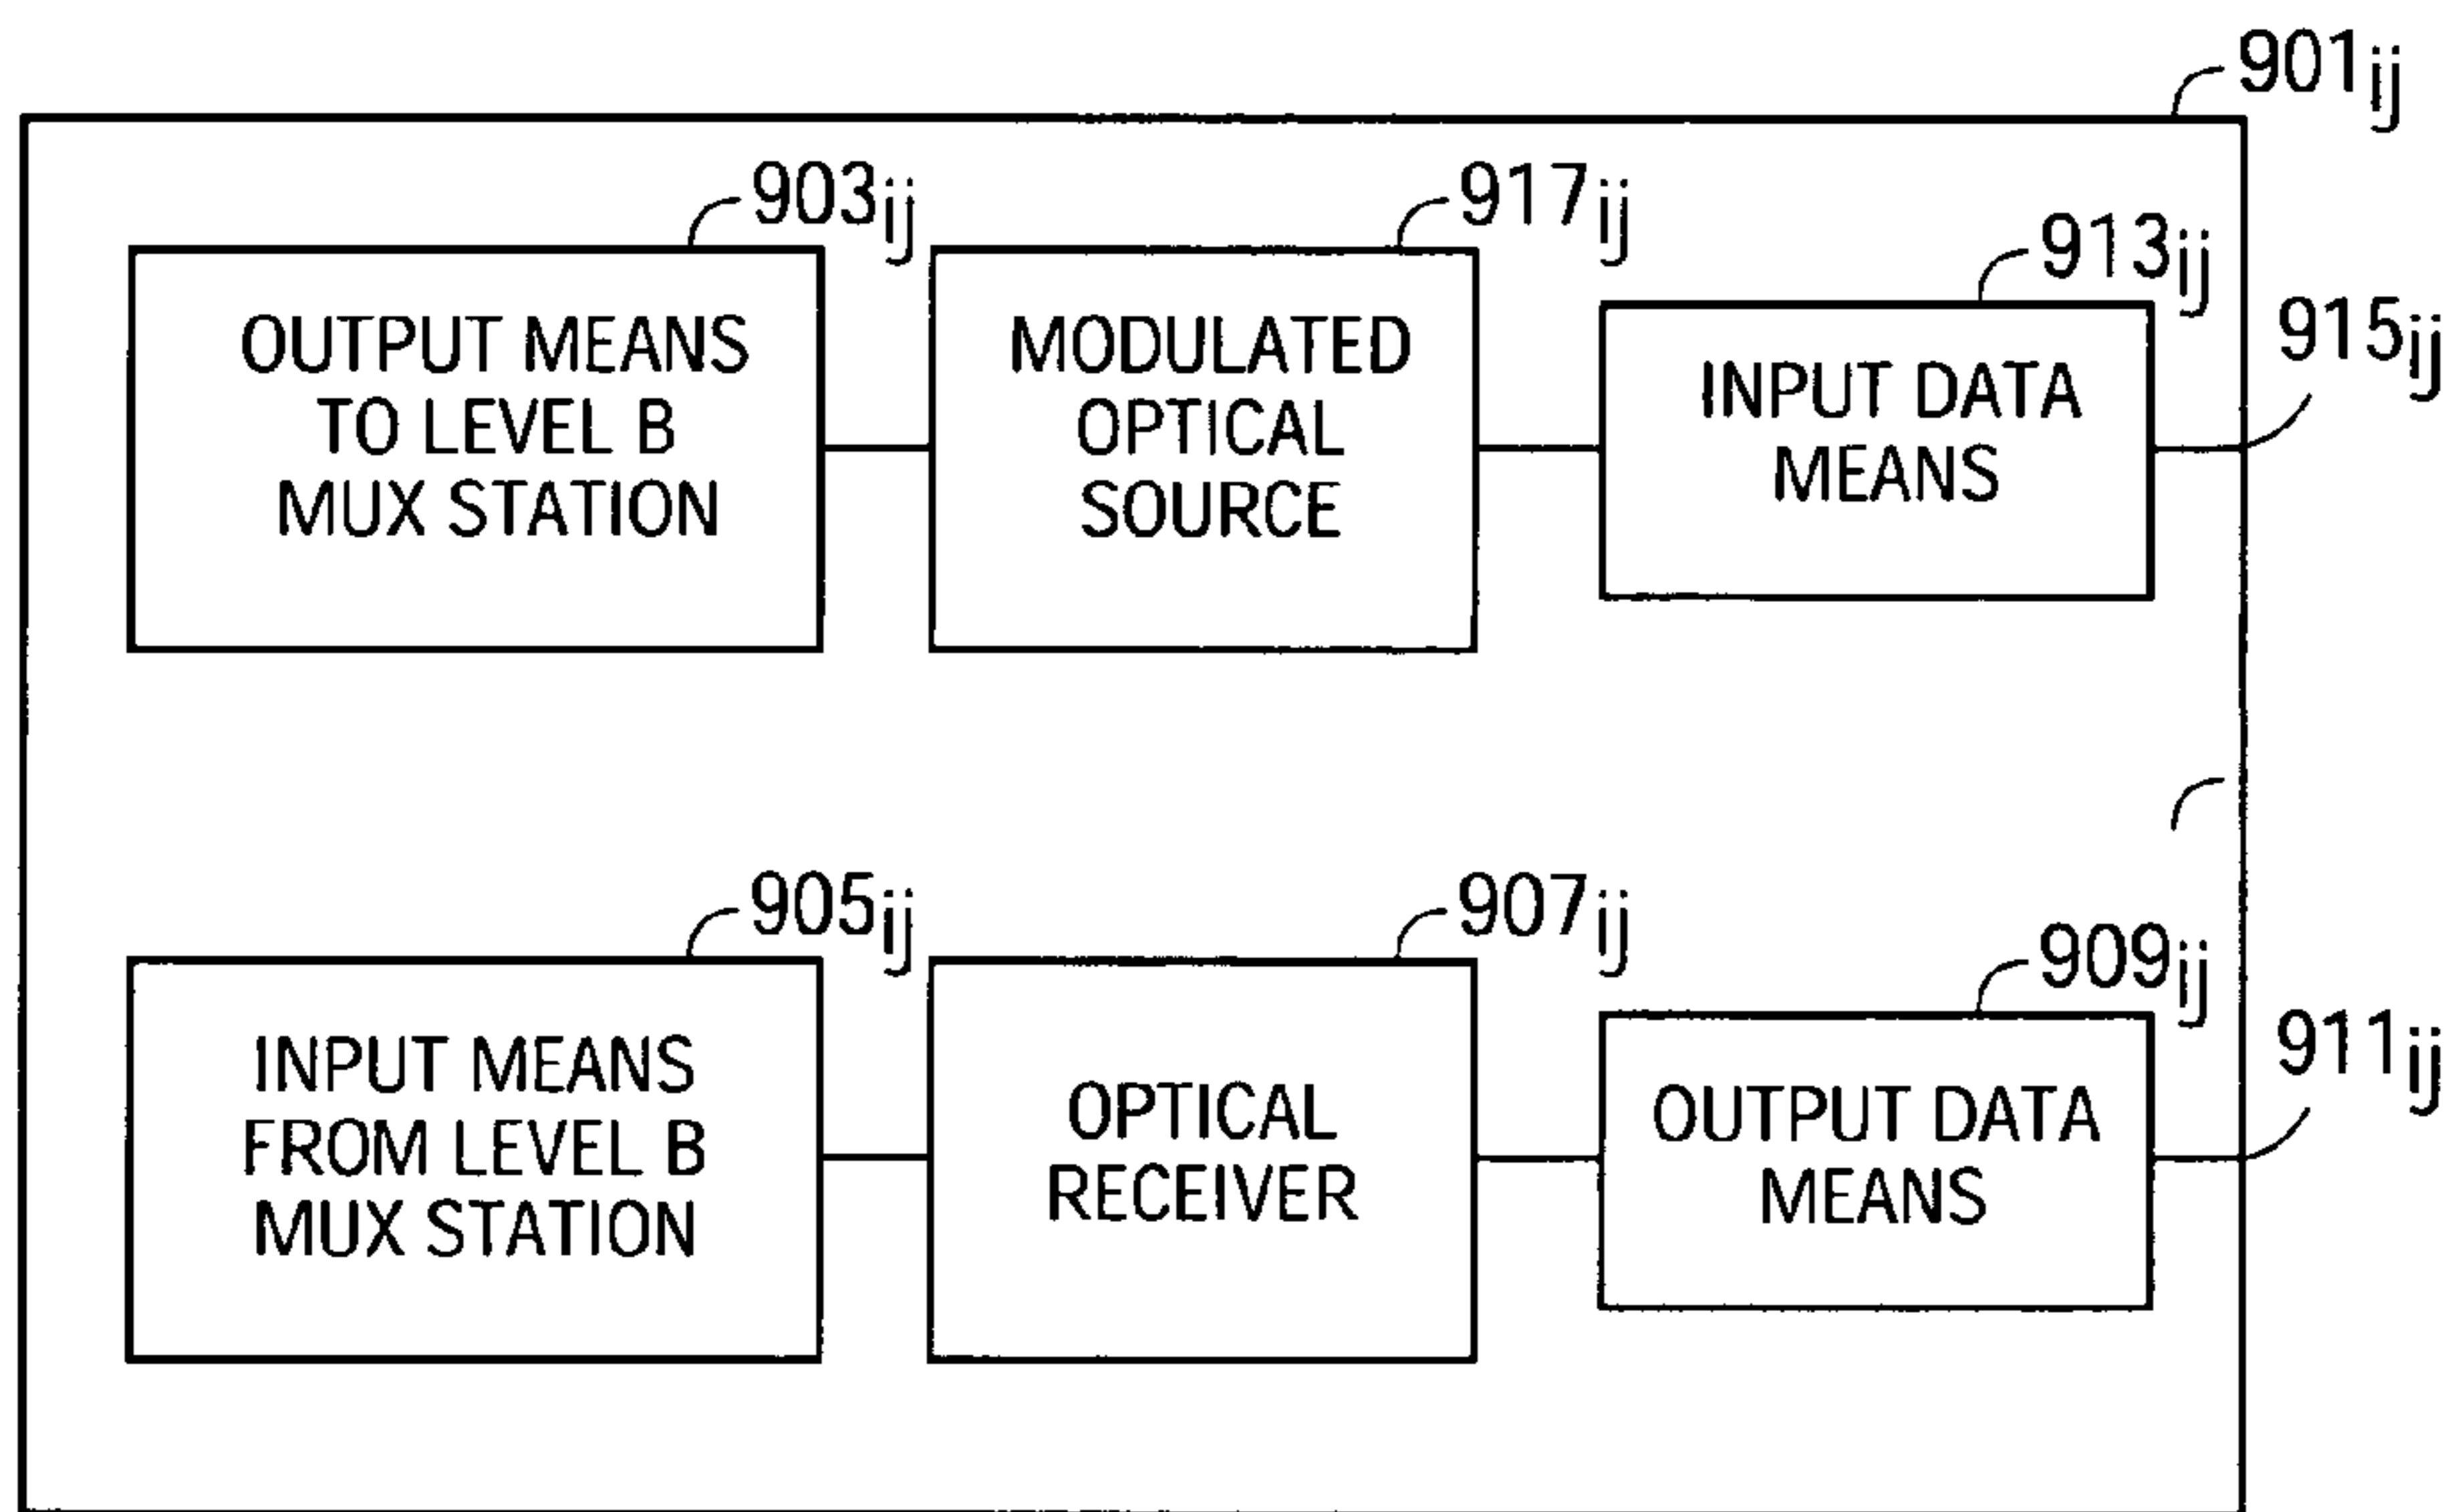 901ij
903ij
917ij
913ij
915ij
OUTPUT MEANS
TO LEVEL B
MUX STATION
MODULATED
OPTICAL
SOURCE
INPUT DATA
MEANS
905ij
907ij
909ij
911ij
INPUT MEANS
FROM LEVEL B
MUX STATION
OPTICAL
RECEIVER
OUTPUT DATA
MEANS